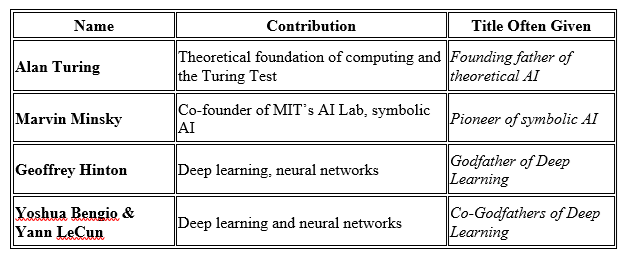 Name Contribution Title Often Given
Alan Turing
Theoretical foundation of computing and
the Turing Test
Founding father of
theoretical AI
Marvin Minsky
Co-founder of MIT’s AI Lab, symbolic
AI
Pioneer of symbolic AI
Geoffrey Hinton
Deep learning, neural networks
Godfather of Deep
Learning
Yoshua Bengio &
Yann LeCun
Deep learning and neural networks
Co-Godfathers of Deep
Learning